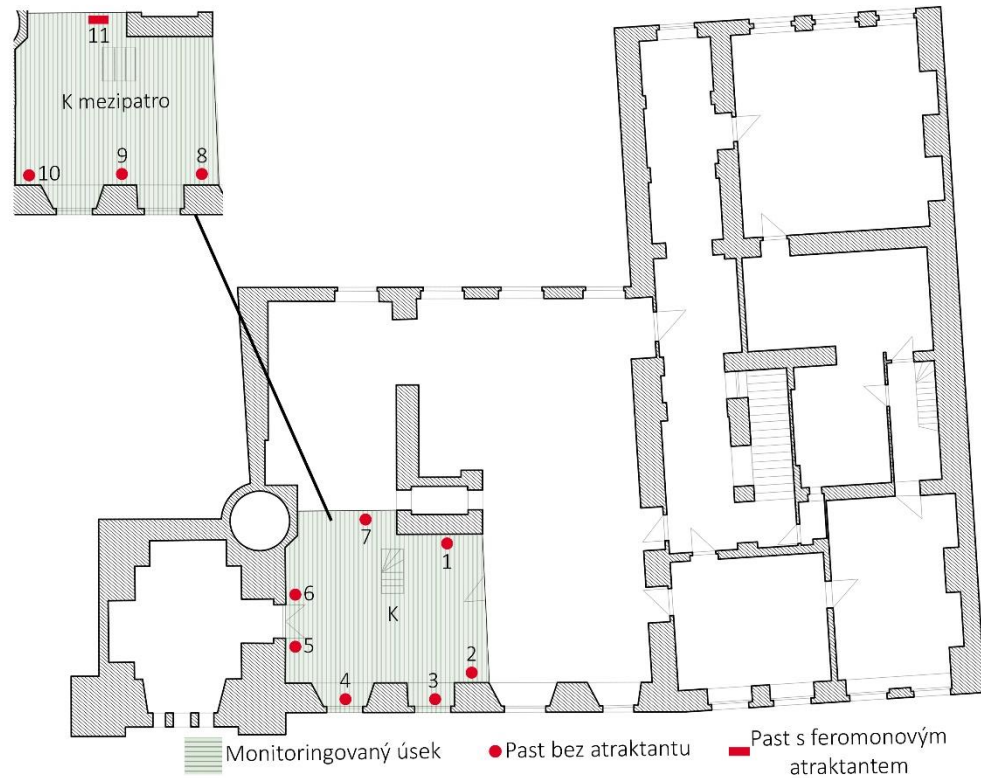 11
K mezipatro
10
9
8
7
1
6
K
5
2
4
3
Monitoringovaný úsek
Past bez atraktantu
Past s feromonovým
atraktantem